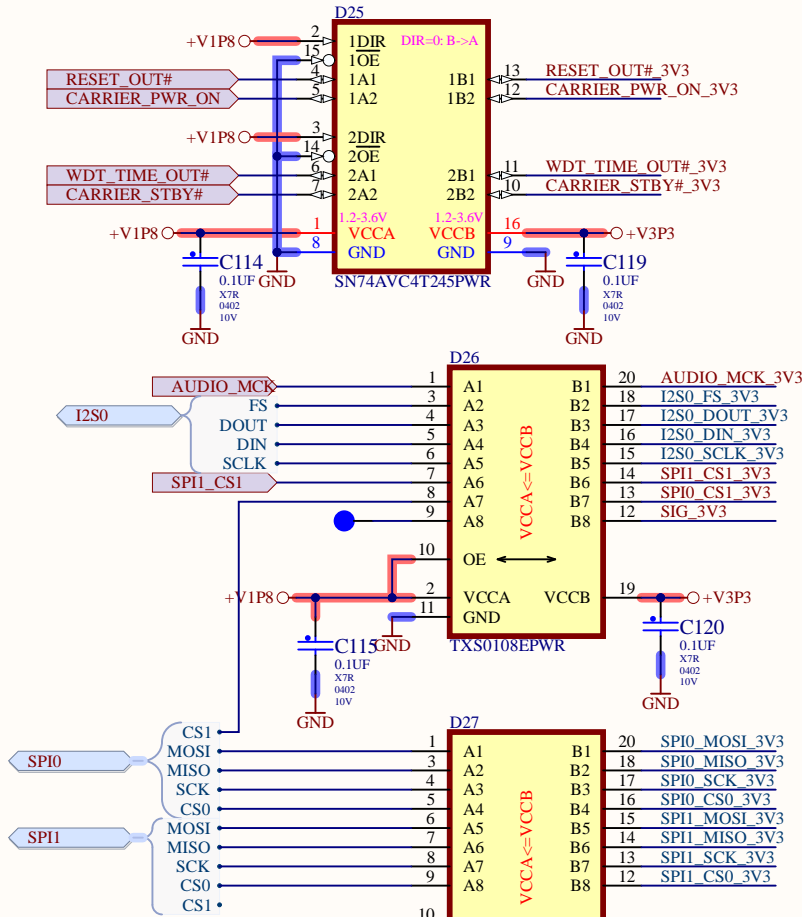 D25
+V1P8 2 1DIR DIR=0: B->A
15 1OE
RESET_OUT# 4 1A1 1B1 13 RESET_OUT#_3V3
CARRIER_PWR_ON 5 1A2 1B2 12 CARRIER_PWR_ON_3V3
+V1P8 3 2DIR
14 2OE
WDT_TIME_OUT# 6 2A1 2B1 11 WDT_TIME_OUT#_3V3
CARRIER_STBY# 7 2A2 2B2 10 CARRIER_STBY#_3V3
1.2-3.6V 1.2-3.6V
+V1P8 1 VCCA VCCB 16 +V3P3
8 GND GND 9
C114 GND SN74AVC4T245PWR GND C119
0.1UF 0.1UF
X7R X7R
0402 0402
10V 10V
GND GND
D26
AUDIO_MCK 1 A1 B1 20 AUDIO_MCK_3V3
I2S0 FS 3 A2 B2 18 I2S0_FS_3V3
DOUT 4 A3 B3 17 I2S0_DOUT_3V3
DIN 5 A4 B4 16 I2S0_DIN_3V3
SCLK 6 A5 B5 15 I2S0_SCLK_3V3
SPI1_CS1 7 A6 B6 14 SPI1_CS1_3V3
8 A7 B7 13 SPI0_CS1_3V3
9 A8 B8 12 SIG_3V3
VCCA<=VCCB
10 OE
+V1P8 2 VCCA VCCB 19 +V3P3
11 GND
C115 GND TXS0108EPWR C120
0.1UF 0.1UF
X7R X7R
0402 0402
10V 10V
GND GND
D27
CS1
SPI0 MOSI 1 A1 B1 20 SPI0_MOSI_3V3
MISO 3 A2 B2 18 SPI0_MISO_3V3
SCK 4 A3 B3 17 SPI0_SCK_3V3
CS0 5 A4 B4 16 SPI0_CS0_3V3
SPI1 MOSI 6 A5 B5 15 SPI1_MOSI_3V3
MISO 7 A6 B6 14 SPI1_MISO_3V3
SCK 8 A7 B7 13 SPI1_SCK_3V3
CS0 9 A8 B8 12 SPI1_CS0_3V3
CS1
VCCA<=VCCB
10